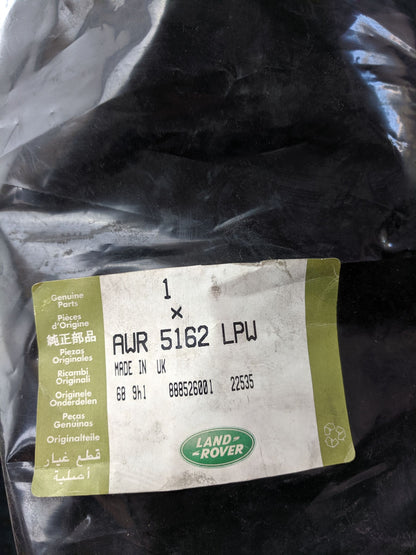 1
x
AWR 5162 LPW
MADE IN UK
60 9h1 888526001 22535
LAND
ROVER
Genuine
Parts
Pièces
d'Origine
純正部品
Piezas
Originales
Ricambi
Originali
Originele
Onderdelen
Peças
Genuinas
Originalteile
قطع غيار
أصلية